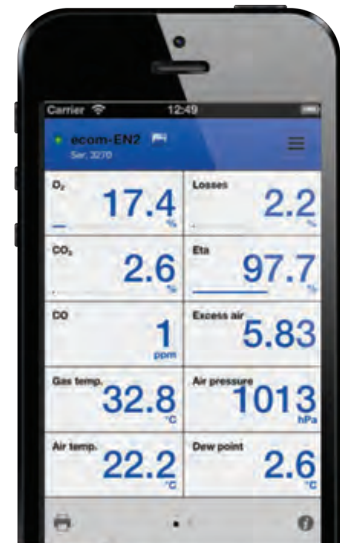 Carrier 12:49
ecom-EN2
Ser. 3270
O₂ 17.4 % Losses 2.2 %
CO₂ 2.6 % Eta 97.7 %
CO 1 ppm Excess air 5.83
Gas temp. 32.8 °C Air pressure 1013 hPa
Air temp. 22.2 °C Dew point 2.6 °C